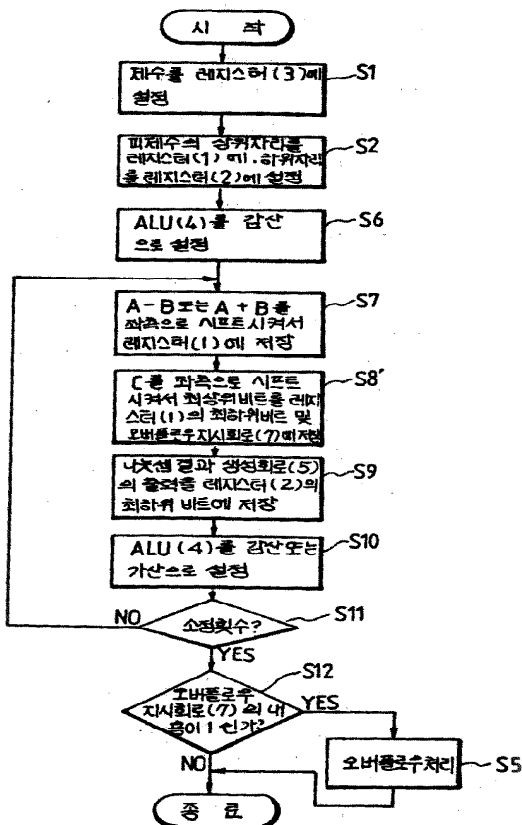 시 작
제수를 레지스터(3)에
설정
S1
피제수의 상위자리를
레지스터(1)에, 하위자리
를 레지스터(2)에 설정
S2
ALU(4)를 감산
으로 설정
S6
A-B 또는 A+B를
좌측으로 시프트 시켜서
레지스터(1)에 저장
S7
C를 좌측으로 시프트
시켜서 최상위비트를 레지
스터(1)의 최하위비트 및
오버플로우지시회로(7)에저장
S8'
나눗셈 결과 생성회로(5)
의 출력을 레지스터(2)의
최하위 비트에 저장
S9
ALU(4)를 감산또는
가산으로 설정
S10
소정횟수?
S11
NO
YES
오버플로우
지시회로(7)의 내
용이 1 인가?
S12
YES
NO
오버플로우처리
S5
종 료